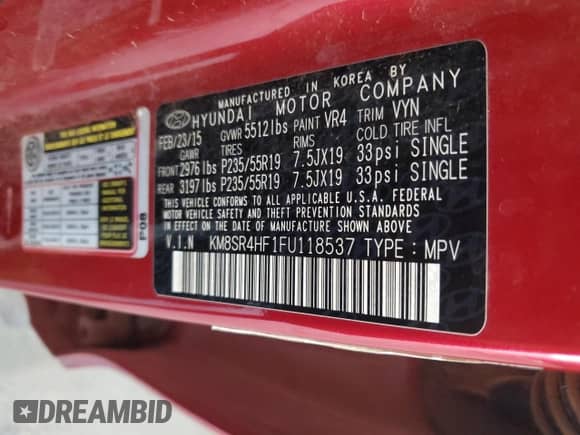 MANUFACTURED IN KOREA BY
HYUNDAI MOTOR COMPANY
FEB/23/15 GVWR 5512lbs PAINT VR4 TRIM VYN
GAWR TIRES RIMS COLD TIRE INFL
FRONT 2976lbs P235/55R19 7.5JX19 33psi SINGLE
REAR 3197lbs P235/55R19 7.5JX19 33psi SINGLE
THIS VEHICLE CONFORMS TO ALL APPLICABLE U.S.A. FEDERAL
MOTOR VEHICLE SAFETY AND THEFT PREVENTION STANDARDS
IN EFFECT ON THE DATE OF MANUFACTURE SHOWN ABOVE
V.I.N KM8SR4HF1FU118537 TYPE : MPV
P08
DREAMBID